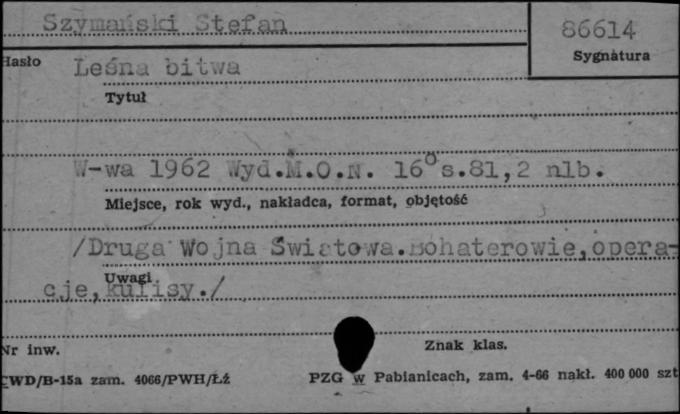 Szymański Stefan
86614
Hasło
Sygnatura
Leśna bitwa
Tytuł
W-wa 1962 Wyd.M.O.N. 16° s.81,2 nlb.
Miejsce, rok wyd., nakładca, format, objętość
/Druga Wojna Światowa.Bohaterowie,opera-
Uwagi
cje,kulisy./
Nr inw.
Znak klas.
CWD/B-15a zam. 4066/PWH/Łż
PZG w Pabianicach, zam. 4-66 nakł. 400 000 szt